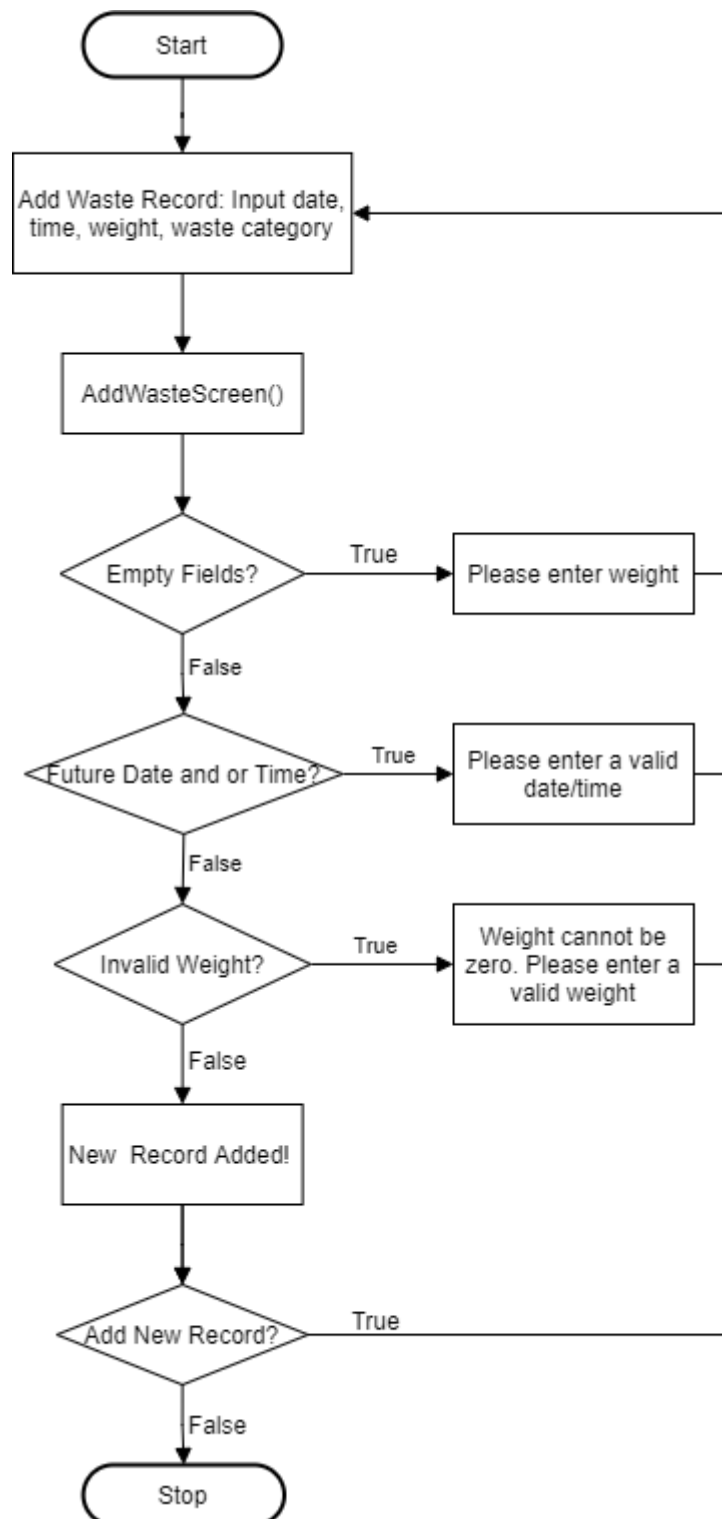 Start
Add Waste Record: Input date,
time, weight, waste category
AddWasteScreen()
Empty Fields?
True
Please enter weight
False
Future Date and or Time?
True
Please enter a valid
date/time
False
Invalid Weight?
True
Weight cannot be
zero. Please enter a
valid weight
False
New Record Added!
Add New Record?
True
False
Stop